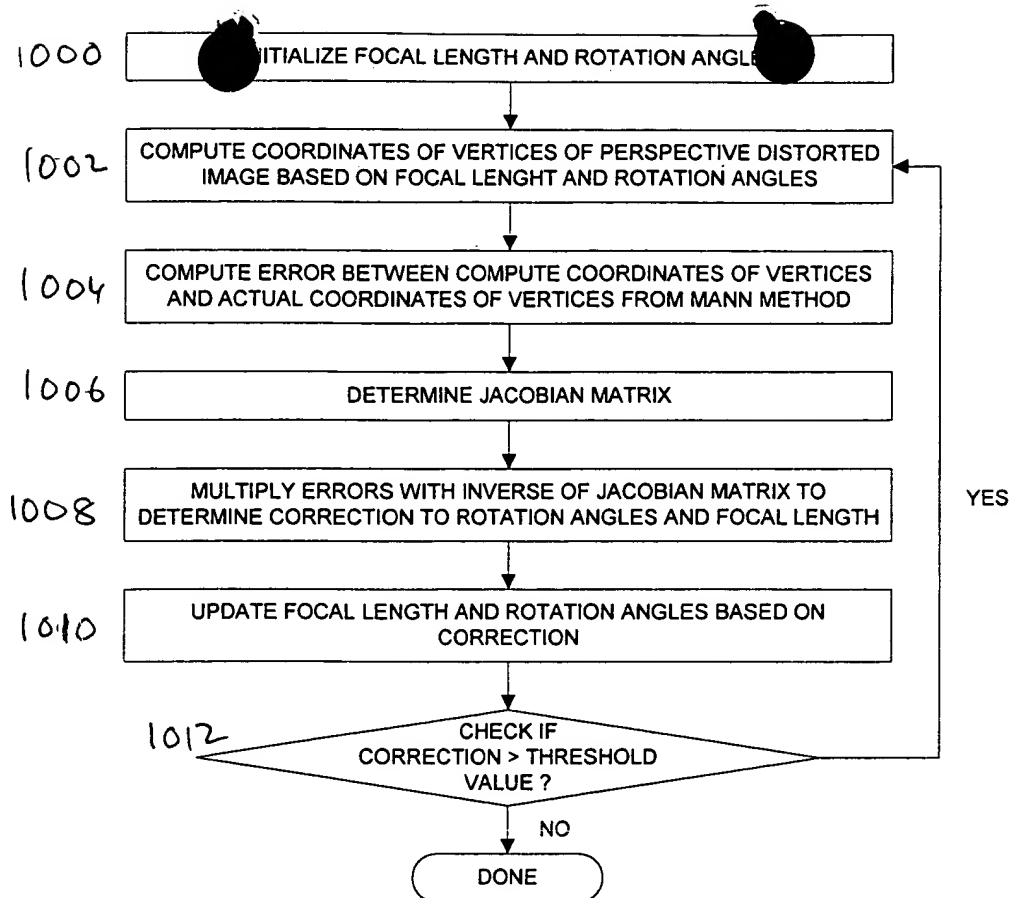 1000
ITIALIZE FOCAL LENGTH AND ROTATION ANGLE
1002
COMPUTE COORDINATES OF VERTICES OF PERSPECTIVE DISTORTED
IMAGE BASED ON FOCAL LENGHT AND ROTATION ANGLES
1004
COMPUTE ERROR BETWEEN COMPUTE COORDINATES OF VERTICES
AND ACTUAL COORDINATES OF VERTICES FROM MANN METHOD
1006
DETERMINE JACOBIAN MATRIX
1008
MULTIPLY ERRORS WITH INVERSE OF JACOBIAN MATRIX TO
DETERMINE CORRECTION TO ROTATION ANGLES AND FOCAL LENGTH
YES
1010
UPDATE FOCAL LENGTH AND ROTATION ANGLES BASED ON
CORRECTION
1012
CHECK IF
CORRECTION > THRESHOLD
VALUE ?
NO
DONE